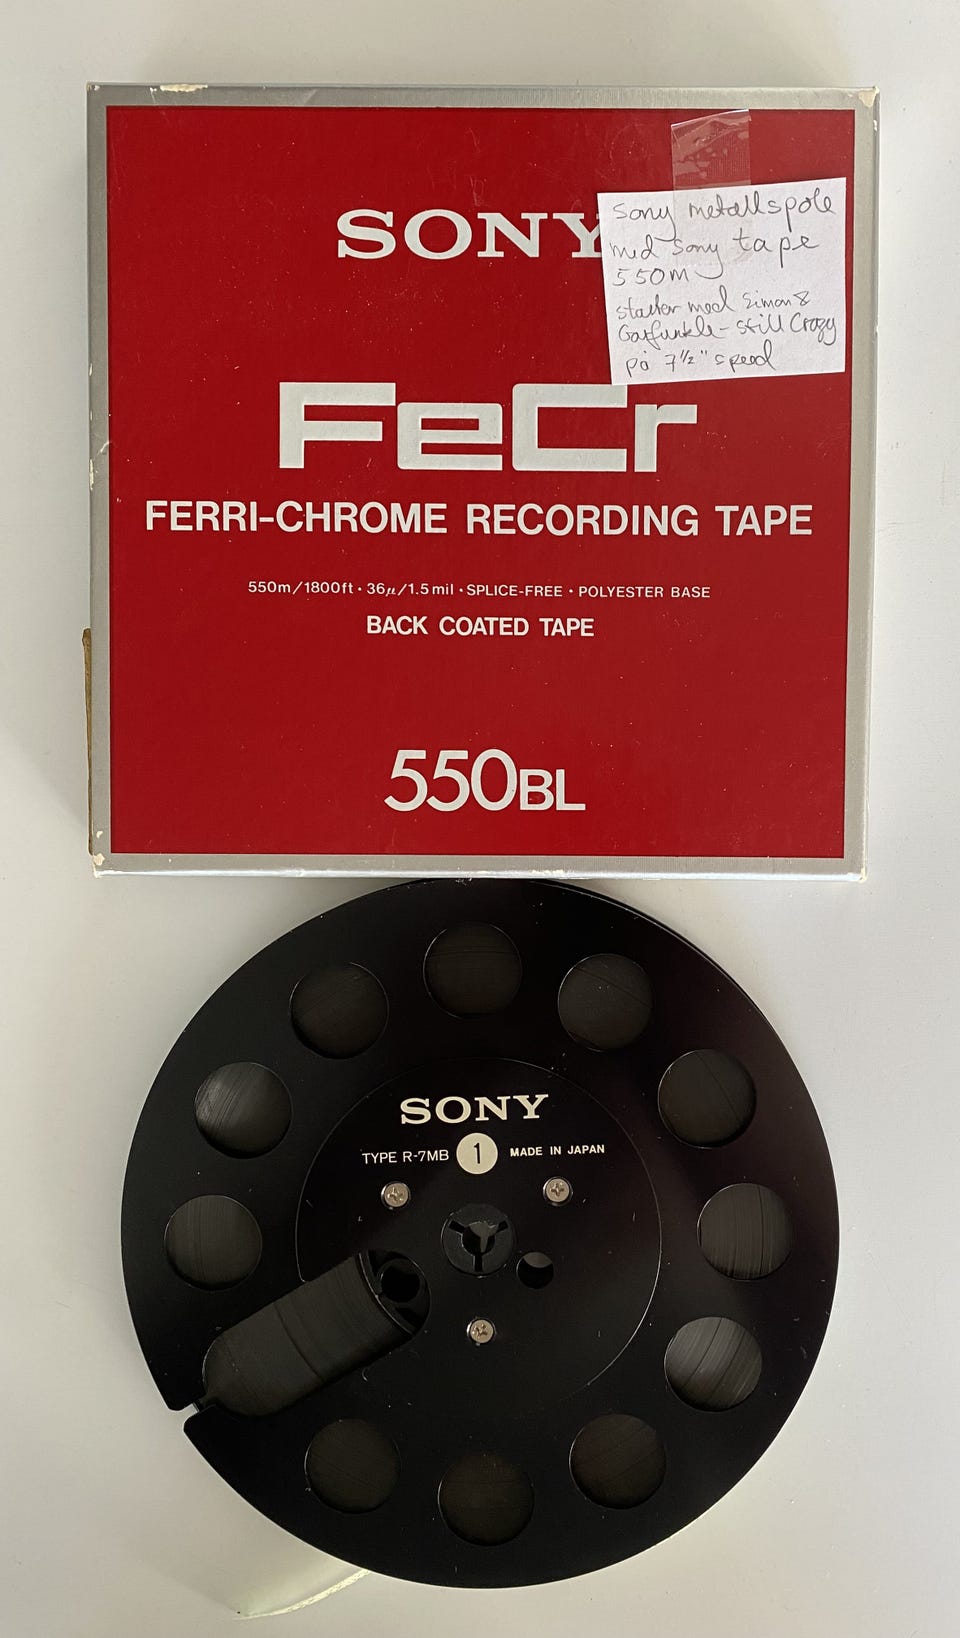 SONY
sony metallspole
med sony tape
550m
starter med Simon &
Garfunkle - still Crazy
på 7 1/2" speed
FeCr
FERRI-CHROME RECORDING TAPE
550m/1800ft • 36µ/1.5mil • SPLICE-FREE • POLYESTER BASE
BACK COATED TAPE
550BL
SONY
TYPE R-7MB 1 MADE IN JAPAN